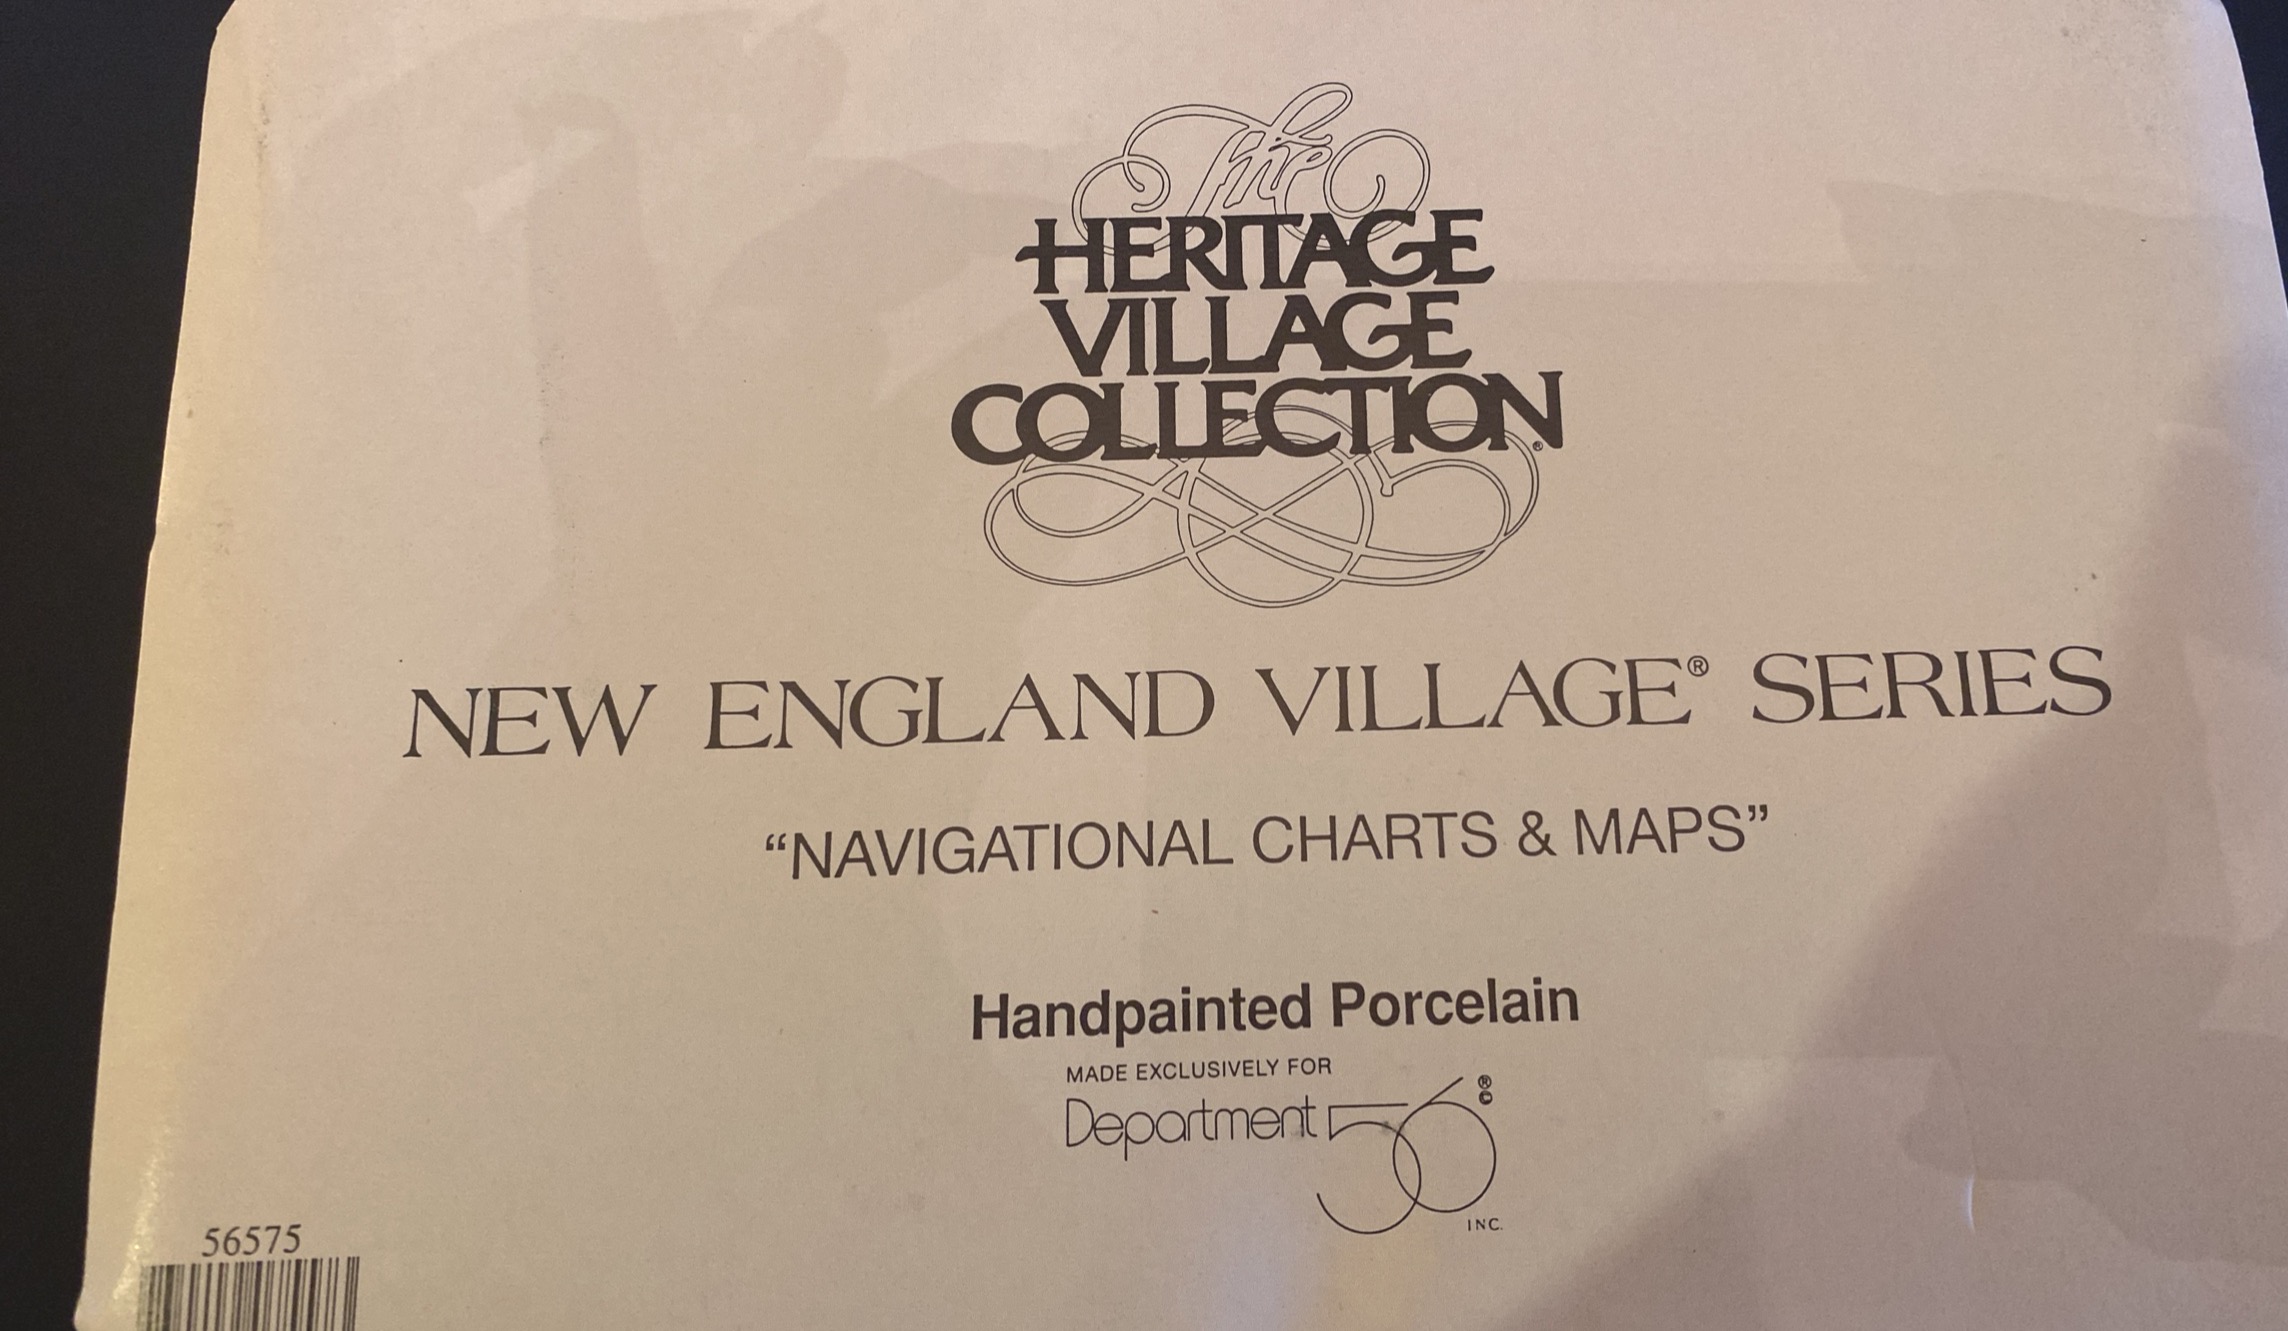 The
HERITAGE
VILLAGE
COLLECTION®
NEW ENGLAND VILLAGE® SERIES
“NAVIGATIONAL CHARTS & MAPS”
Handpainted Porcelain
MADE EXCLUSIVELY FOR
Department 56 ® ©
INC.
56575